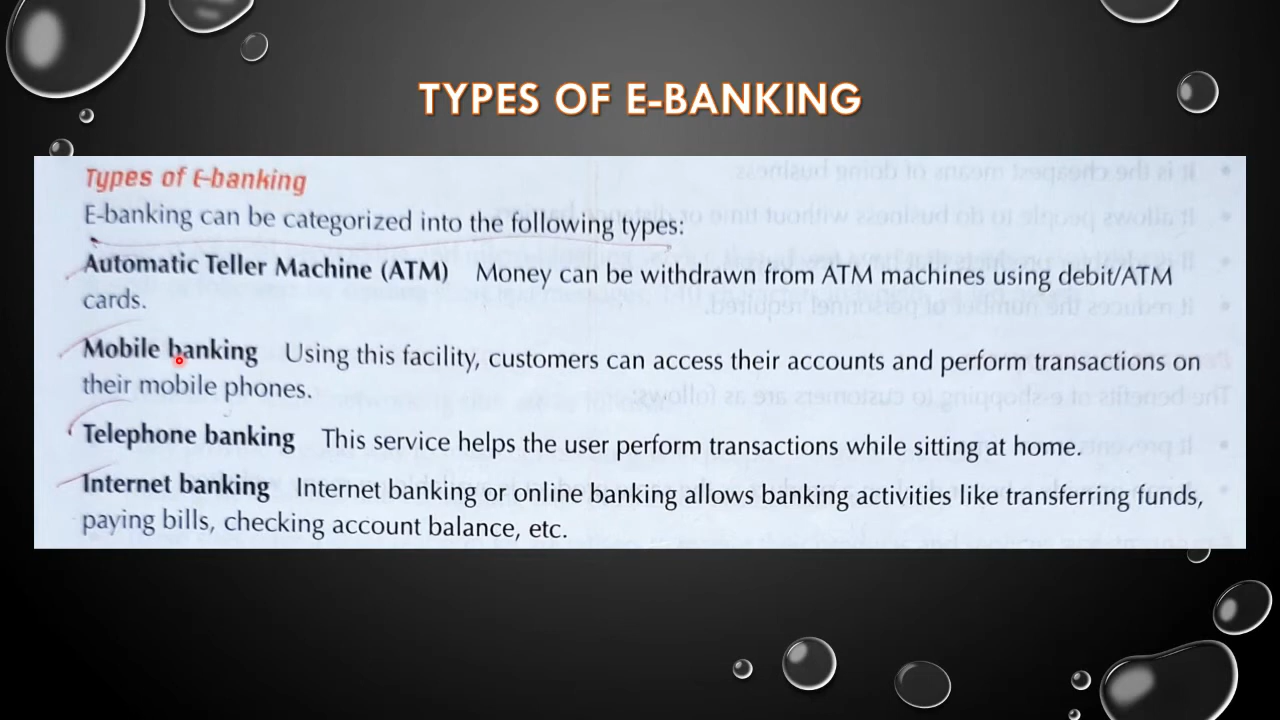 TYPES OF E-BANKING
Types of E-banking
E-banking can be categorized into the following types:
Automatic Teller Machine (ATM) Money can be withdrawn from ATM machines using debit/ATM
cards.
Mobile banking Using this facility, customers can access their accounts and perform transactions on
their mobile phones.
Telephone banking This service helps the user perform transactions while sitting at home.
Internet banking Internet banking or online banking allows banking activities like transferring funds,
paying bills, checking account balance, etc.